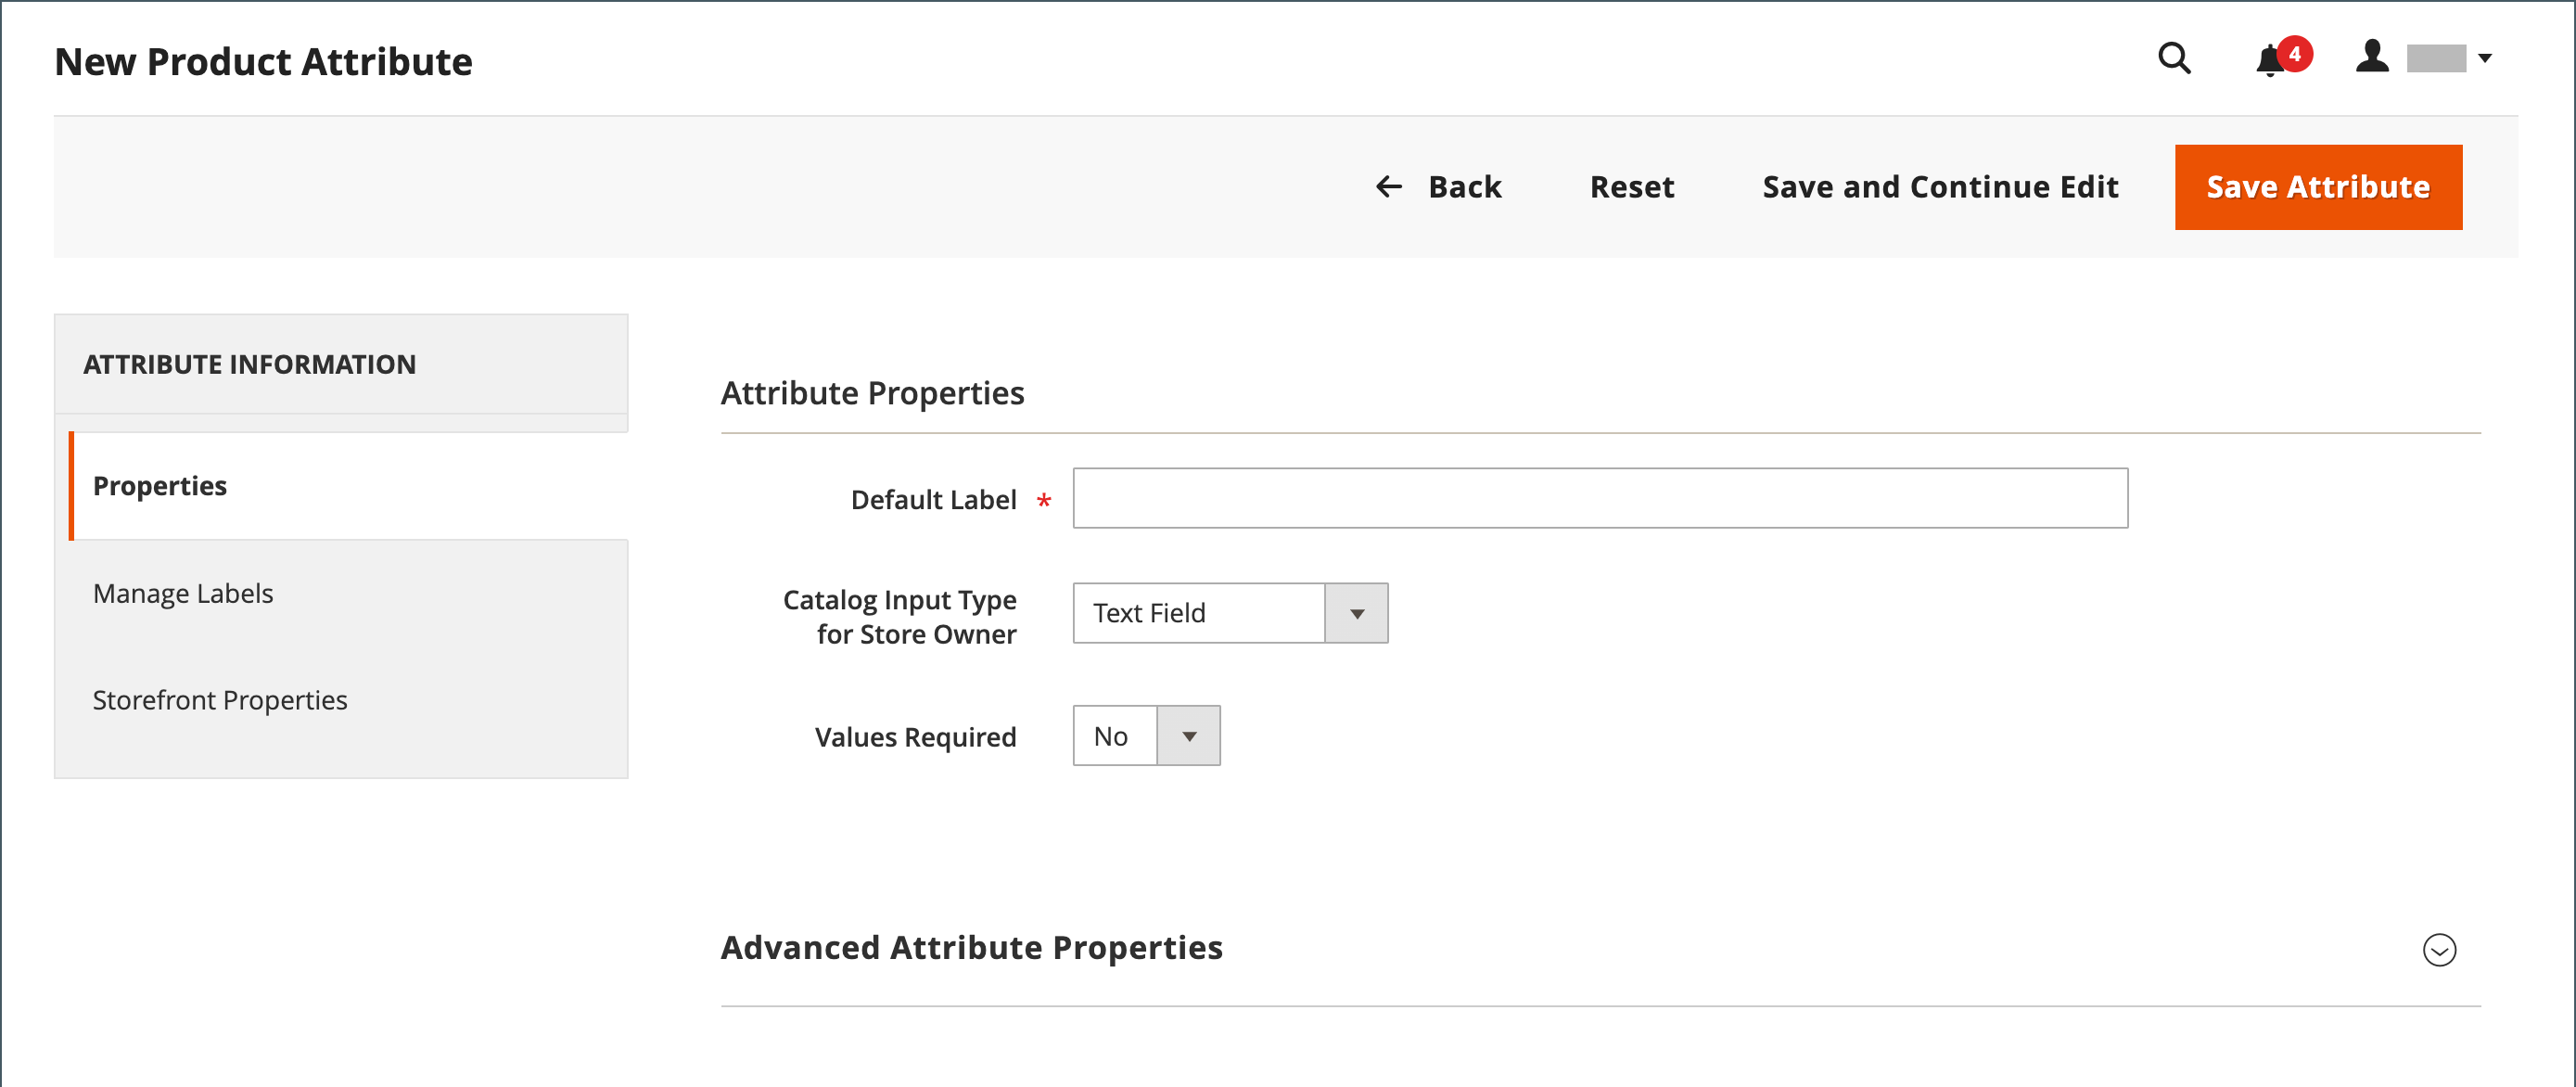 New Product Attribute
4
Back
Reset
Save and Continue Edit
Save Attribute
ATTRIBUTE INFORMATION
Properties
Manage Labels
Storefront Properties
Attribute Properties
Default Label *
Catalog Input Type
for Store Owner
Text Field
Values Required
No
Advanced Attribute Properties